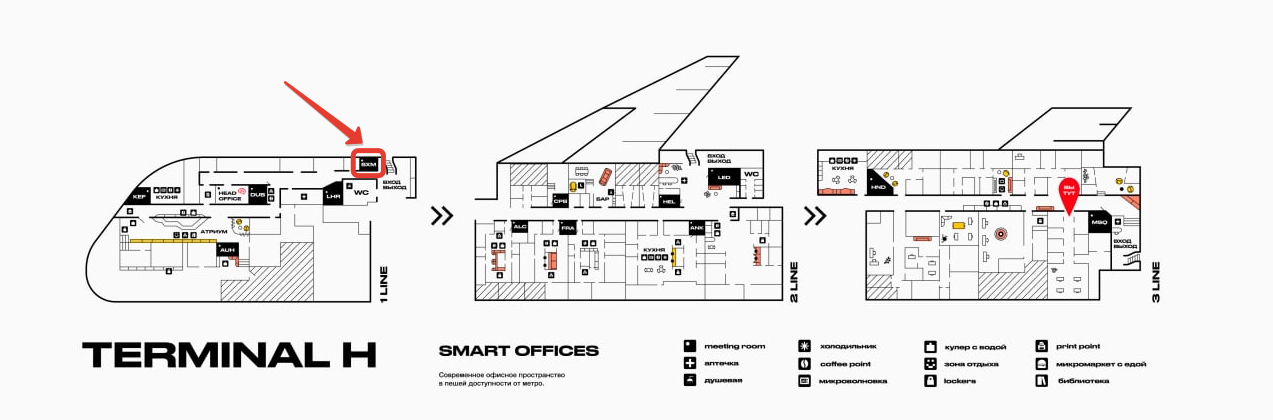 SXM
ВХОД
ВЫХОД
KEF
КУХНЯ
HEAD
OFFICE
DUB
LHR
WC
АТРИУМ
AUH
1 LINE
ВХОД
ВЫХОД
LED
WC
CPS
БАР
HEL
ALC
FRA
ANK
КУХНЯ
2 LINE
КУХНЯ
HND
ВЫ
ТУТ
MSQ
ВХОД
ВЫХОД
3 LINE
TERMINAL H
SMART OFFICES
Современное офисное пространство
в пешей доступности от метро.
meeting room
аптечка
душевая
холодильник
coffee point
микроволновка
кулер с водой
зона отдыха
lockers
print point
микромаркет с едой
библиотека